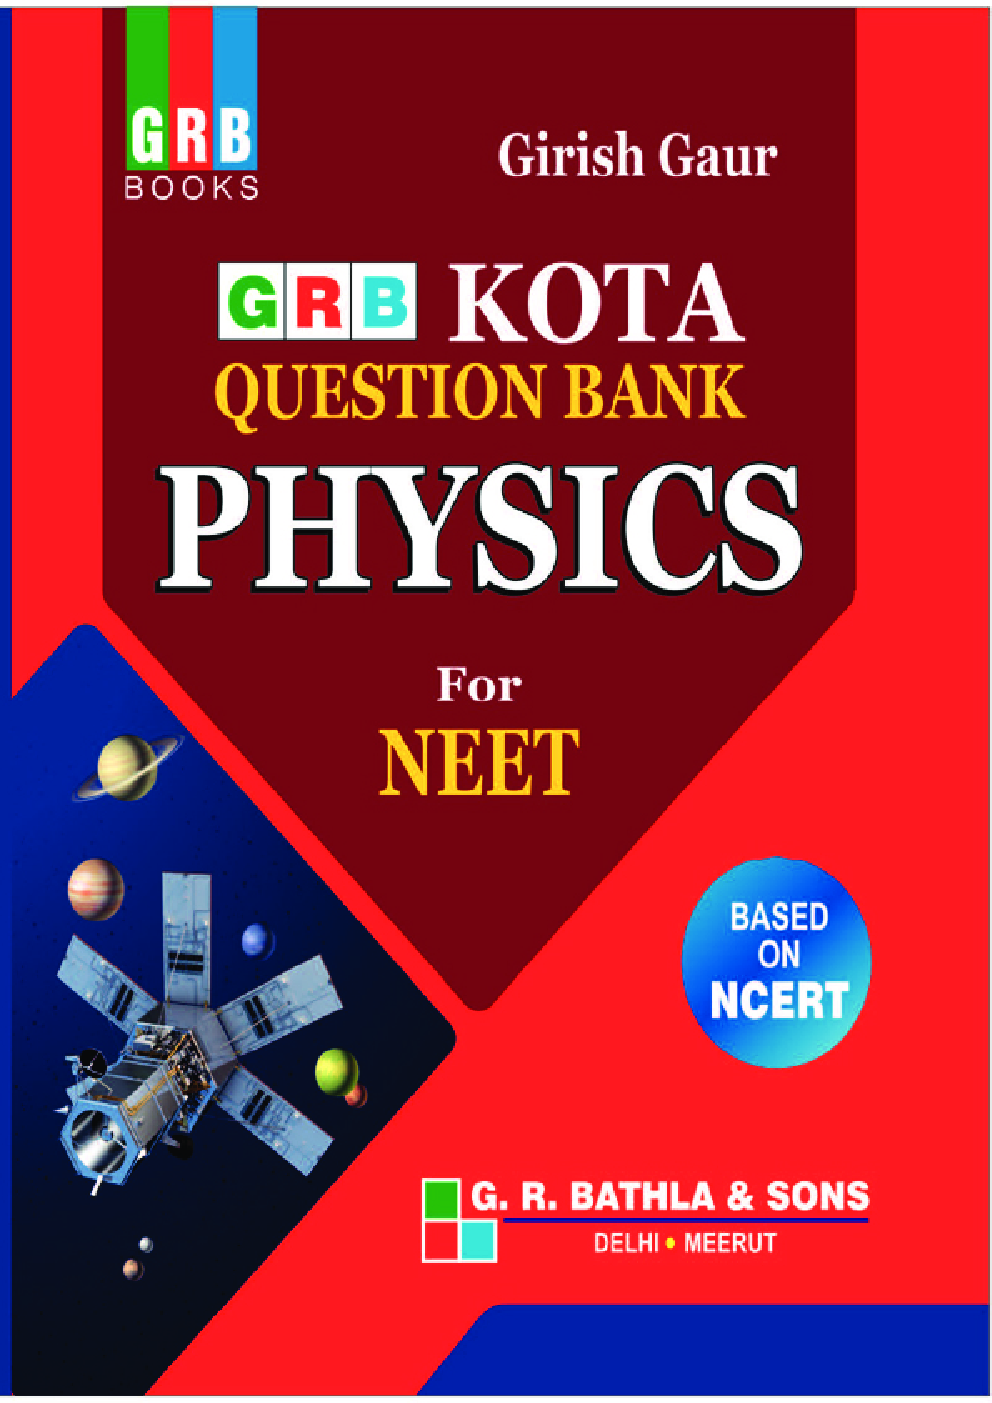 GRB
BOOKS
Girish Gaur
GRB KOTA
QUESTION BANK
PHYSICS
For
NEET
BASED
ON
NCERT
G. R. BATHLA & SONS
DELHI • MEERUT